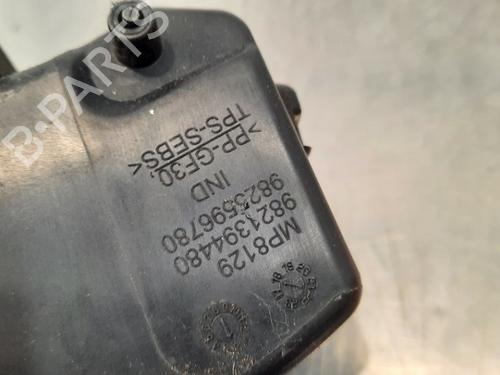 B-PARTS
>PP-GF30,
TPS-SEBS<
IND
9825596780
9821394480
MP8129